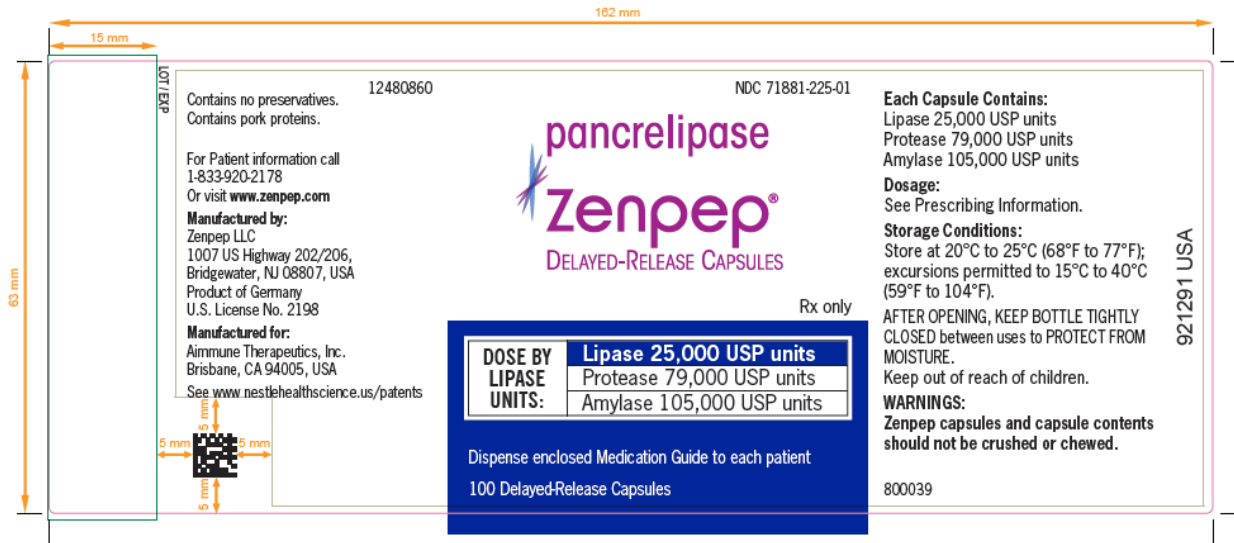 162 mm
15 mm
63 mm
LOT / EXP
Contains no preservatives.
Contains pork proteins.
For Patient information call
1-833-920-2178
Or visit www.zenpep.com
Manufactured by:
Zenpep LLC
1007 US Highway 202/206,
Bridgewater, NJ 08807, USA
Product of Germany
U.S. License No. 2198
Manufactured for:
Aimmune Therapeutics, Inc.
Brisbane, CA 94005, USA
See www nestlehealthscience.us/patents
5 mm
5 mm
5 mm
5 mm
12480860
NDC 71881-225-01
pancrelipase
zenpep®
DELAYED-RELEASE CAPSULES
Rx only
DOSE BY
LIPASE
UNITS:
Lipase 25,000 USP units
Protease 79,000 USP units
Amylase 105,000 USP units
Dispense enclosed Medication Guide to each patient
100 Delayed-Release Capsules
Each Capsule Contains:
Lipase 25,000 USP units
Protease 79,000 USP units
Amylase 105,000 USP units
Dosage:
See Prescribing Information.
Storage Conditions:
Store at 20°C to 25°C (68°F to 77°F);
excursions permitted to 15°C to 40°C
(59°F to 104°F).
AFTER OPENING, KEEP BOTTLE TIGHTLY
CLOSED between uses to PROTECT FROM
MOISTURE.
Keep out of reach of children.
WARNINGS:
Zenpep capsules and capsule contents
should not be crushed or chewed.
800039
921291 USA